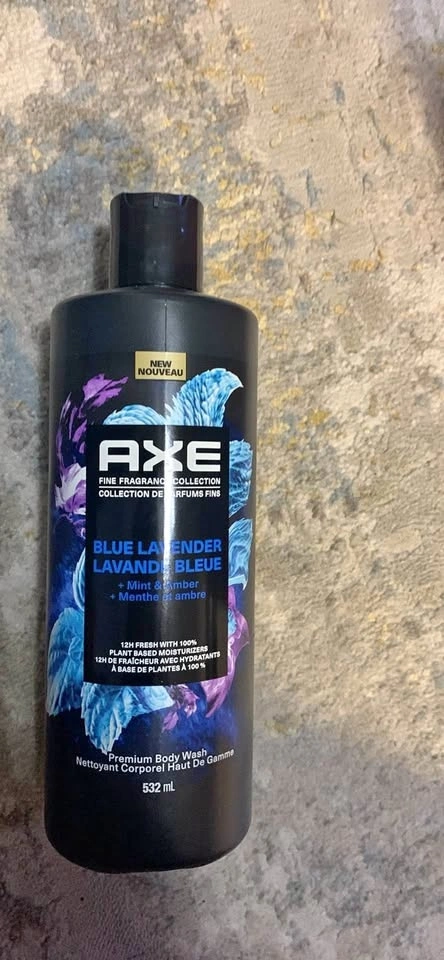 NEW
NOUVEAU
AXE
FINE FRAGRANCE COLLECTION
COLLECTION DE PARFUMS FINS
BLUE LAVENDER
LAVANDE BLEUE
+ Mint & Amber
+ Menthe et ambre
12H FRESH WITH 100%
PLANT BASED MOISTURIZERS
12H DE FRAÎCHEUR AVEC HYDRATANTS
À BASE DE PLANTES À 100 %
Premium Body Wash
Nettoyant Corporel Haut De Gamme
532 mL